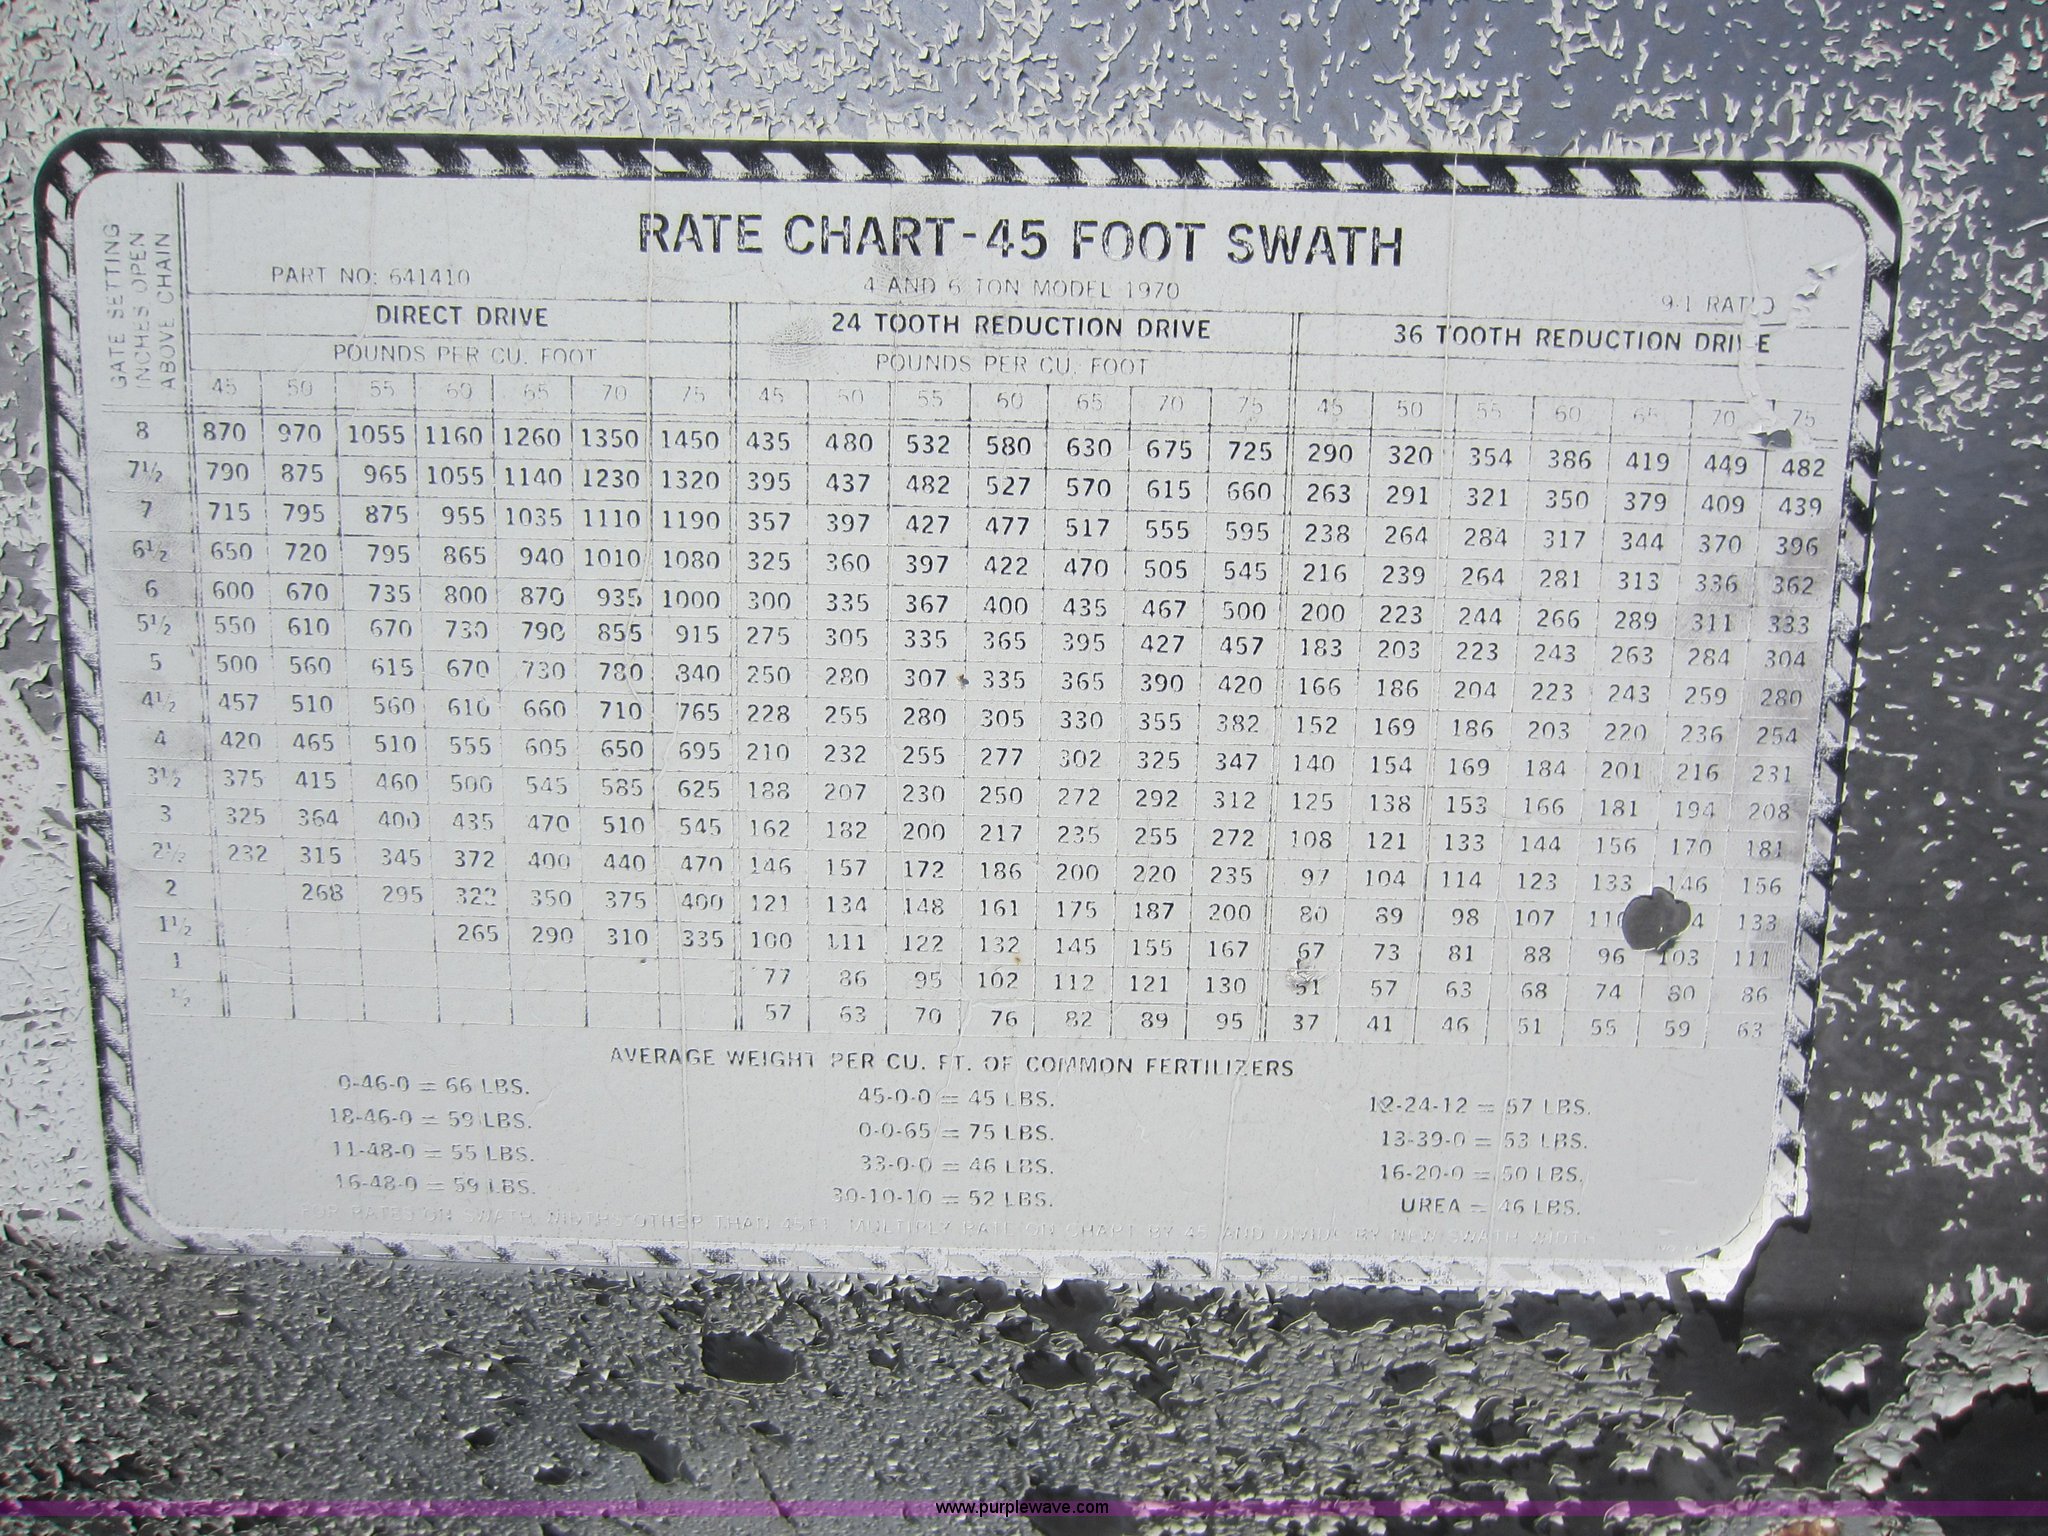 RATE CHART-45 FOOT SWATH
PART NO: 641410 4 AND 6 TON MODEL 1970 9-1 RATIO
GATE SETTING
INCHES OPEN
ABOVE CHAIN
DIRECT DRIVE 24 TOOTH REDUCTION DRIVE 36 TOOTH REDUCTION DRIVE
POUNDS PER CU. FOOT POUNDS PER CU. FOOT
45 50 55 60 65 70 75 45 50 55 60 65 70 75 45 50 55 60 65 70 75
8 870 970 1055 1160 1260 1350 1450 435 480 532 580 630 675 725 290 320 354 386 419 449 482
7½ 790 875 965 1055 1140 1230 1320 395 437 482 527 570 615 660 263 291 321 350 379 409 439
7 715 795 875 955 1035 1110 1190 357 397 427 477 517 555 595 238 264 284 317 344 370 396
6½ 650 720 795 865 940 1010 1080 325 360 397 422 470 505 545 216 239 264 281 313 336 362
6 600 670 735 800 870 935 1000 300 335 367 400 435 467 500 200 223 244 266 289 311 333
5½ 550 610 670 730 790 855 915 275 305 335 365 395 427 457 183 203 223 243 263 284 304
5 500 560 615 670 730 780 840 250 280 307 335 365 390 420 166 186 204 223 243 259 280
4½ 457 510 560 610 660 710 765 228 255 280 305 330 355 382 152 169 186 203 220 236 254
4 420 465 510 555 605 650 695 210 232 255 277 302 325 347 140 154 169 184 201 216 231
3½ 375 415 460 500 545 585 625 188 207 230 250 272 292 312 125 138 153 166 181 194 208
3 325 364 400 435 470 510 545 162 182 200 217 235 255 272 108 121 133 144 156 170 181
2½ 232 315 345 372 400 440 470 146 157 172 186 200 220 235 97 104 114 123 133 146 156
2 268 295 322 350 375 400 121 134 148 161 175 187 200 80 89 98 107 133
1½ 265 290 310 335 100 111 122 132 145 155 167 67 73 81 88 96 103 111
1 77 86 95 102 112 121 130 51 57 63 68 74 80 86
½ 57 63 70 76 82 89 95 37 41 46 51 55 59 63
AVERAGE WEIGHT PER CU. FT. OF COMMON FERTILIZERS
0-46-0 = 66 LBS. 45-0-0 = 45 LBS. 12-24-12 = 57 LBS.
18-46-0 = 59 LBS. 0-0-65 = 75 LBS. 13-39-0 = 53 LBS.
11-48-0 = 55 LBS. 33-0-0 = 46 LBS. 16-20-0 = 50 LBS.
16-48-0 = 59 LBS. 30-10-10 = 52 LBS. UREA = 46 LBS.
FOR RATES ON SWATH WIDTHS OTHER THAN 45 FT. MULTIPLY RATE ON CHART BY 45 AND DIVIDE BY NEW SWATH WIDTH
www.purplewave.com